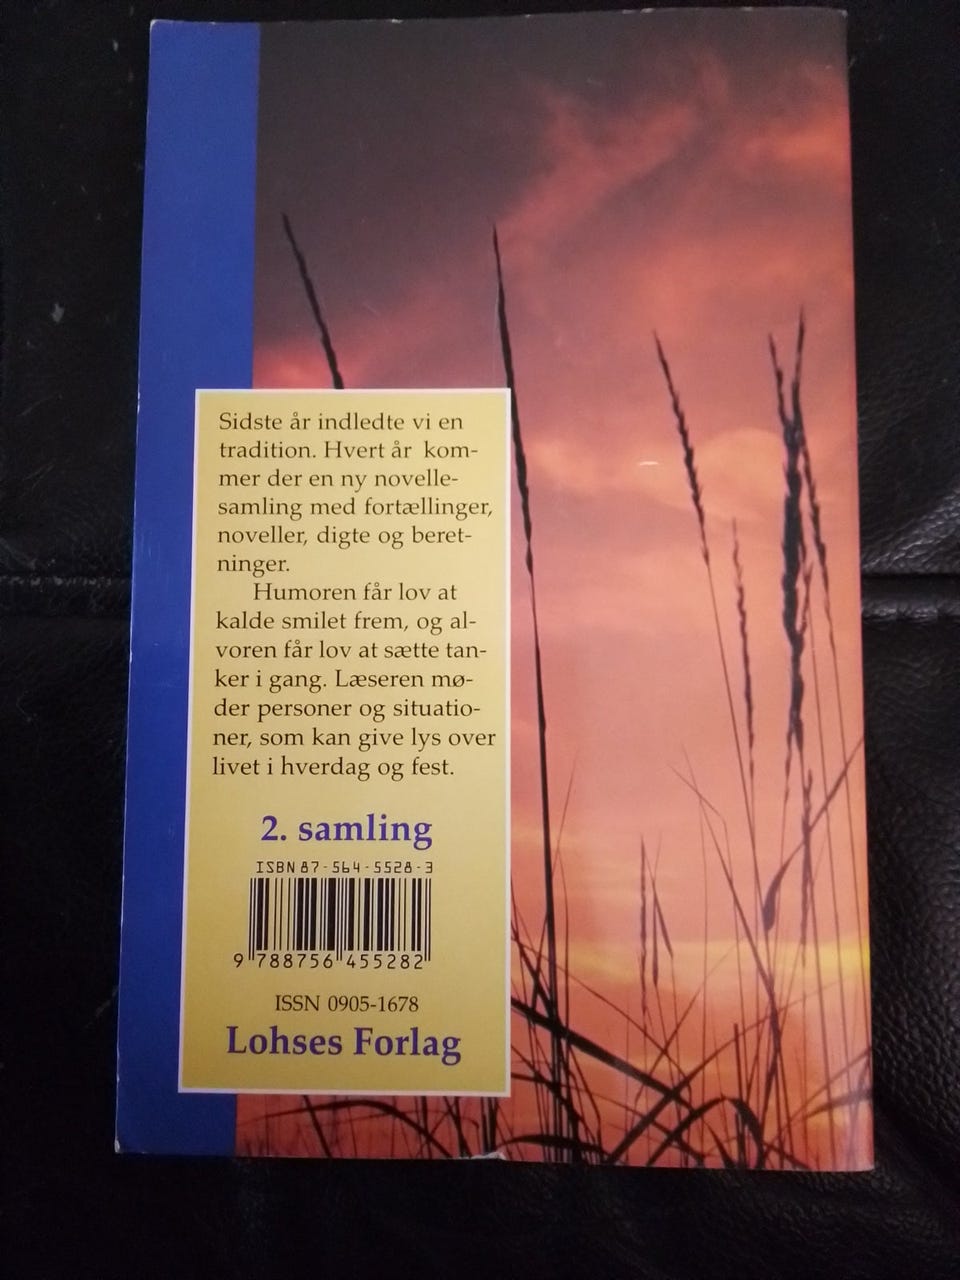 Sidste år indledte vi en
tradition. Hvert år kom-
mer der en ny novelle-
samling med fortællinger,
noveller, digte og beret-
ninger.
Humoren får lov at
kalde smilet frem, og al-
voren får lov at sætte tan-
ker i gang. Læseren mø-
der personer og situatio-
ner, som kan give lys over
livet i hverdag og fest.
2. samling
ISBN 87-564-5528-3
9 788756 455282
ISSN 0905-1678
Lohses Forlag